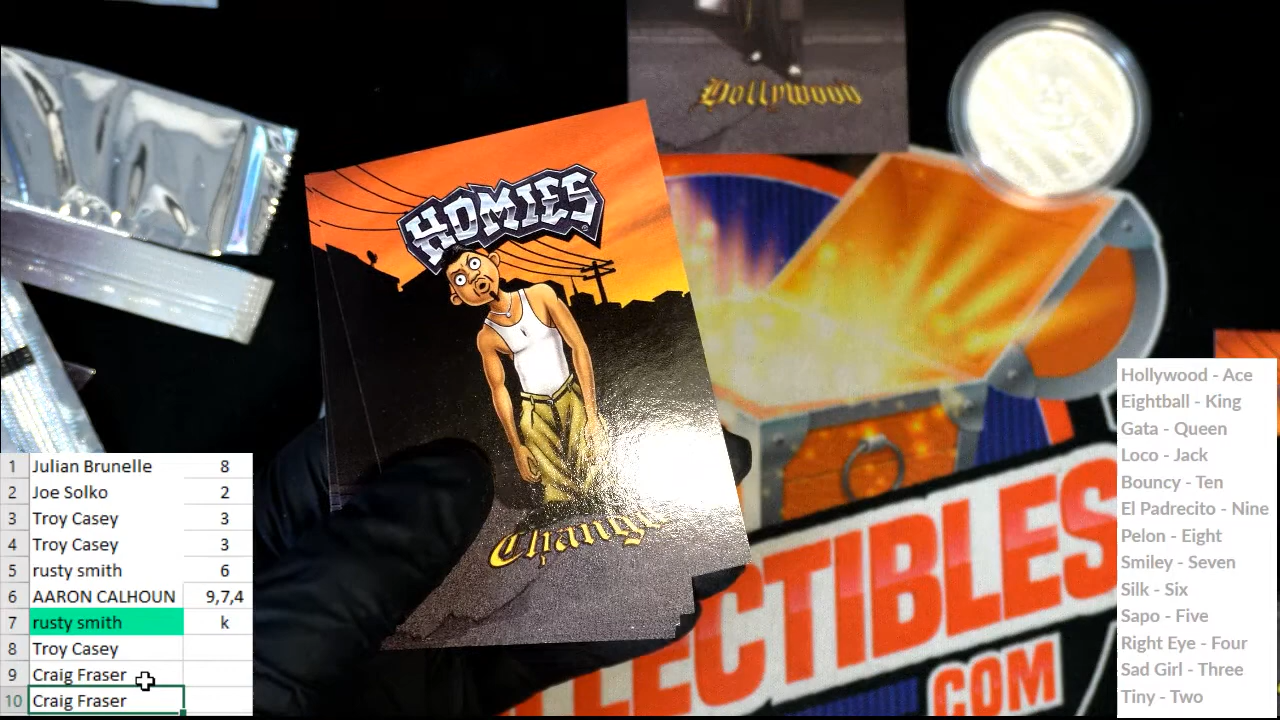 Hollywood
HOMIES
Chango
LECTIBLES
.COM
1 Julian Brunelle 8
2 Joe Solko 2
3 Troy Casey 3
4 Troy Casey 3
5 rusty smith 6
6 AARON CALHOUN 9,7,4
7 rusty smith k
8 Troy Casey
9 Craig Fraser
10 Craig Fraser
Hollywood - Ace
Eightball - King
Gata - Queen
Loco - Jack
Bouncy - Ten
El Padrecito - Nine
Pelon - Eight
Smiley - Seven
Silk - Six
Sapo - Five
Right Eye - Four
Sad Girl - Three
Tiny - Two